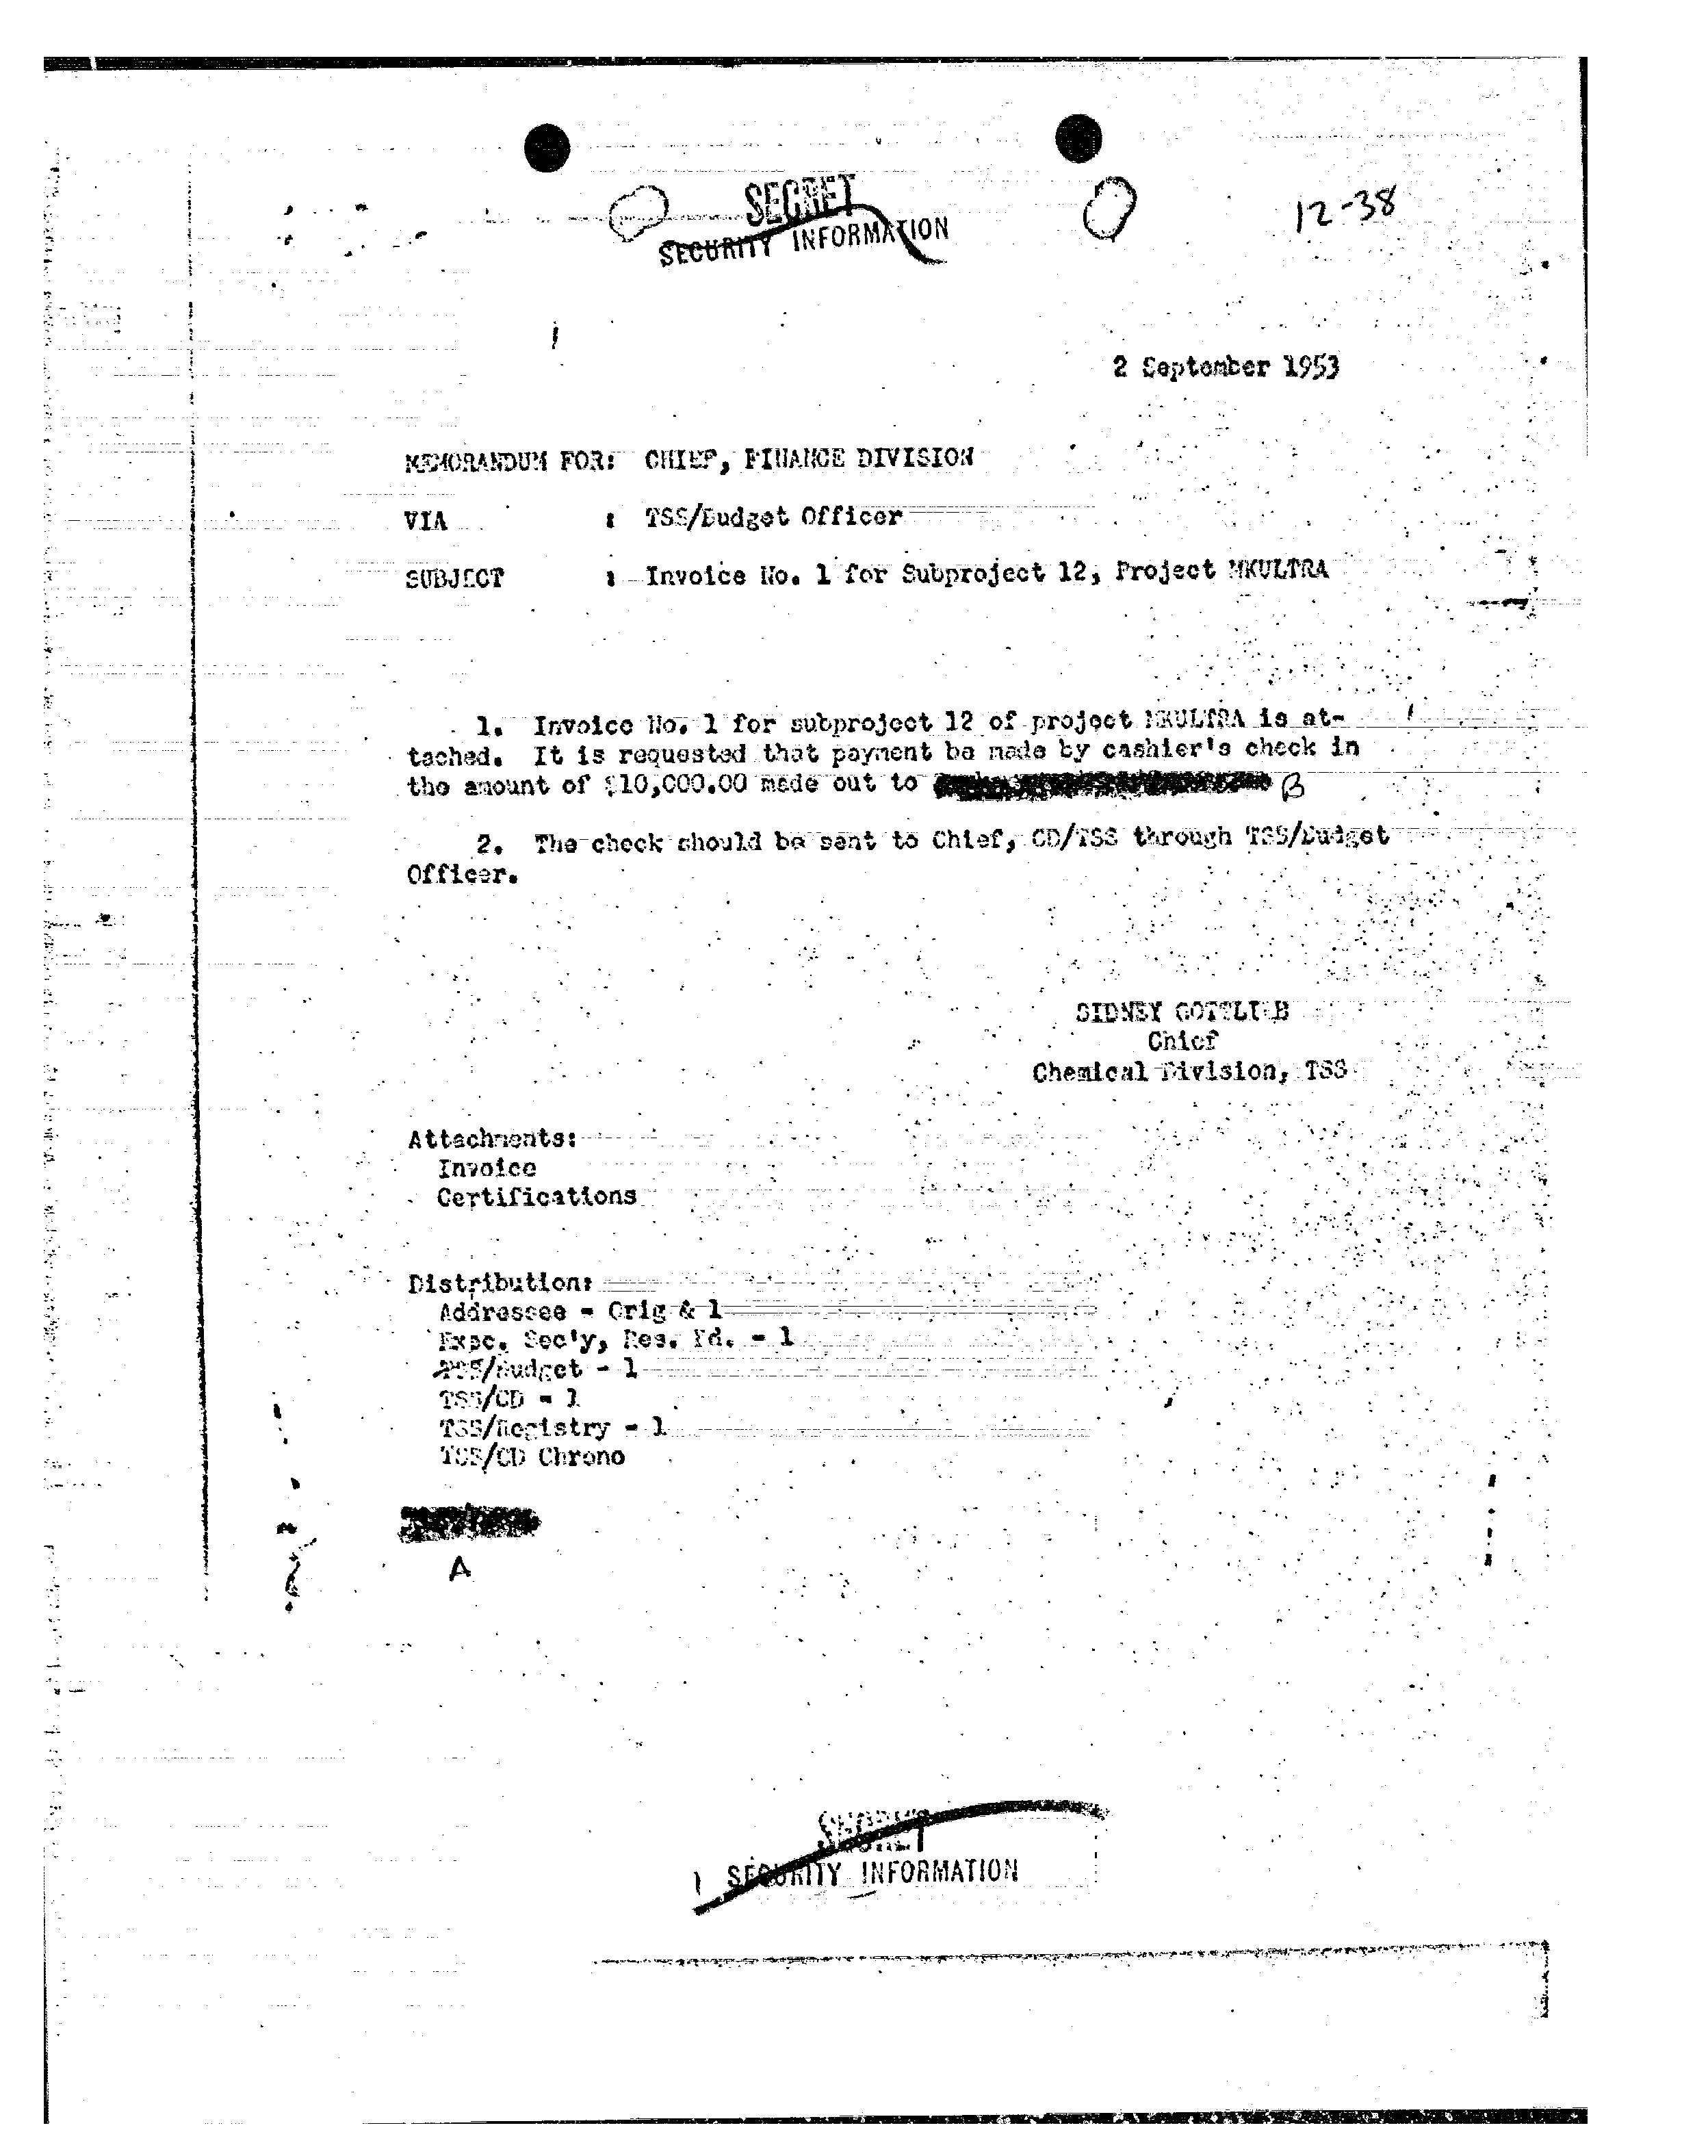 SECRET
SECURITY INFORMATION
12-38
2 September 1953
MEMORANDUM FOR: CHIEF, FINANCE DIVISION
VIA : TSS/Budget Officer
SUBJECT : Invoice No. 1 for Subproject 12, Project MKULTRA
1. Invoice No. 1 for subproject 12 of project MKULTRA is at-
tached. It is requested that payment be made by cashier's check in
the amount of $10,000.00 made out to B
2. The check should be sent to Chief, CD/TSS through TSS/Budget
Officer.
SIDNEY GOTTLIEB
Chief
Chemical Division, TSS
Attachments:
Invoice
Certifications
Distribution:
Addressee - Orig & 1
Exec. Sec'y, Res. Bd. - 1
TSS/Budget - 1
TSS/CD - 1
TSS/Registry - 1
TSS/CD Chrono
A
SECRET
SECURITY INFORMATION